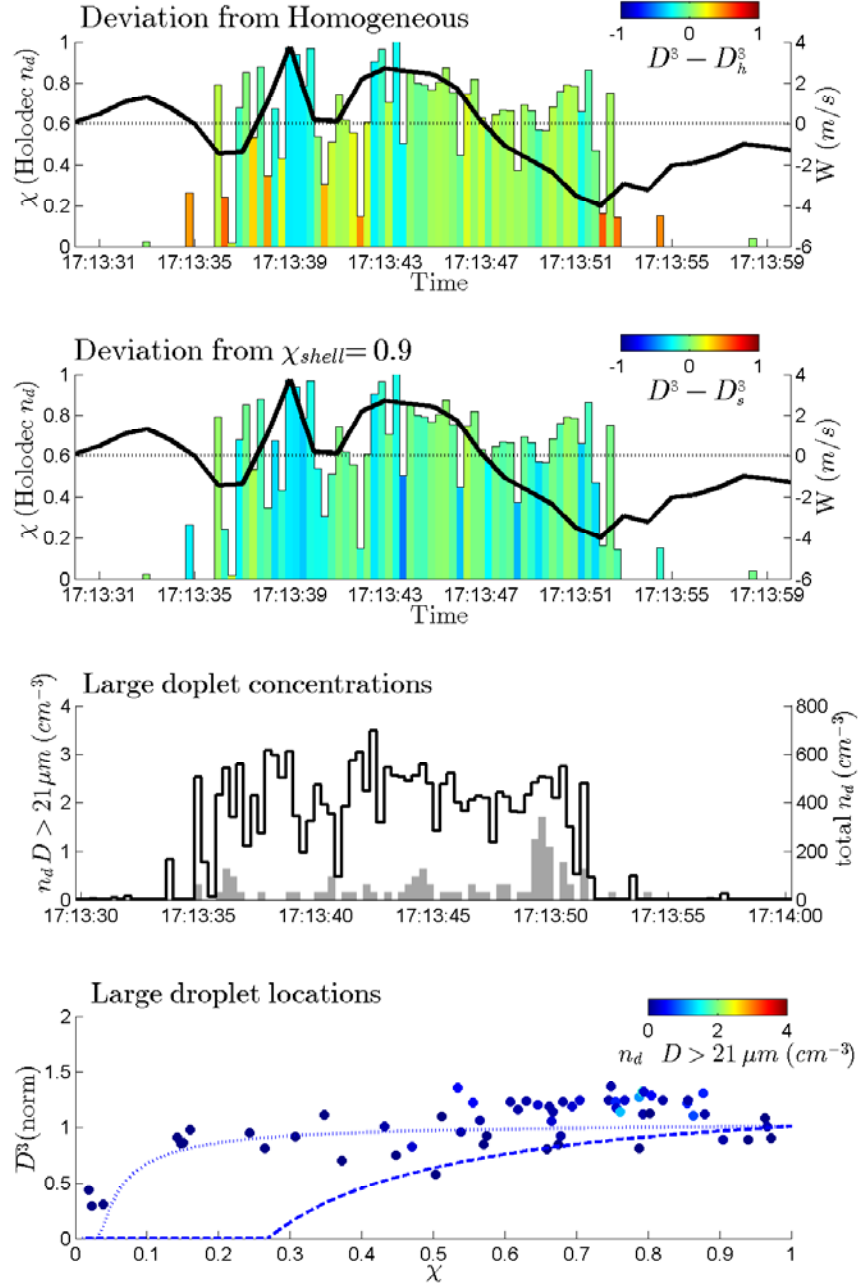 Deviation from Homogeneous
-1 0 1
D³ − D³ₕ
χ (Holodec n_d)
W (m/s)
1
0.8
0.6
0.4
0.2
0
4
2
0
-2
-4
-6
17:13:31 17:13:35 17:13:39 17:13:43 17:13:47 17:13:51 17:13:55 17:13:59
Time
Deviation from χ_shell = 0.9
-1 0 1
D³ − D³ₛ
χ (Holodec n_d)
W (m/s)
1
0.8
0.6
0.4
0.2
0
4
2
0
-2
-4
-6
17:13:31 17:13:35 17:13:39 17:13:43 17:13:47 17:13:51 17:13:55 17:13:59
Time
Large doplet concentrations
n_d D > 21 μm (cm⁻³)
total n_d (cm⁻³)
4
3
2
1
0
800
600
400
200
0
17:13:30 17:13:35 17:13:40 17:13:45 17:13:50 17:13:55 17:14:00
Large droplet locations
0 2 4
n_d D > 21 μm (cm⁻³)
D³(norm)
2
1.5
1
0.5
0
0 0.1 0.2 0.3 0.4 0.5 0.6 0.7 0.8 0.9 1
χ